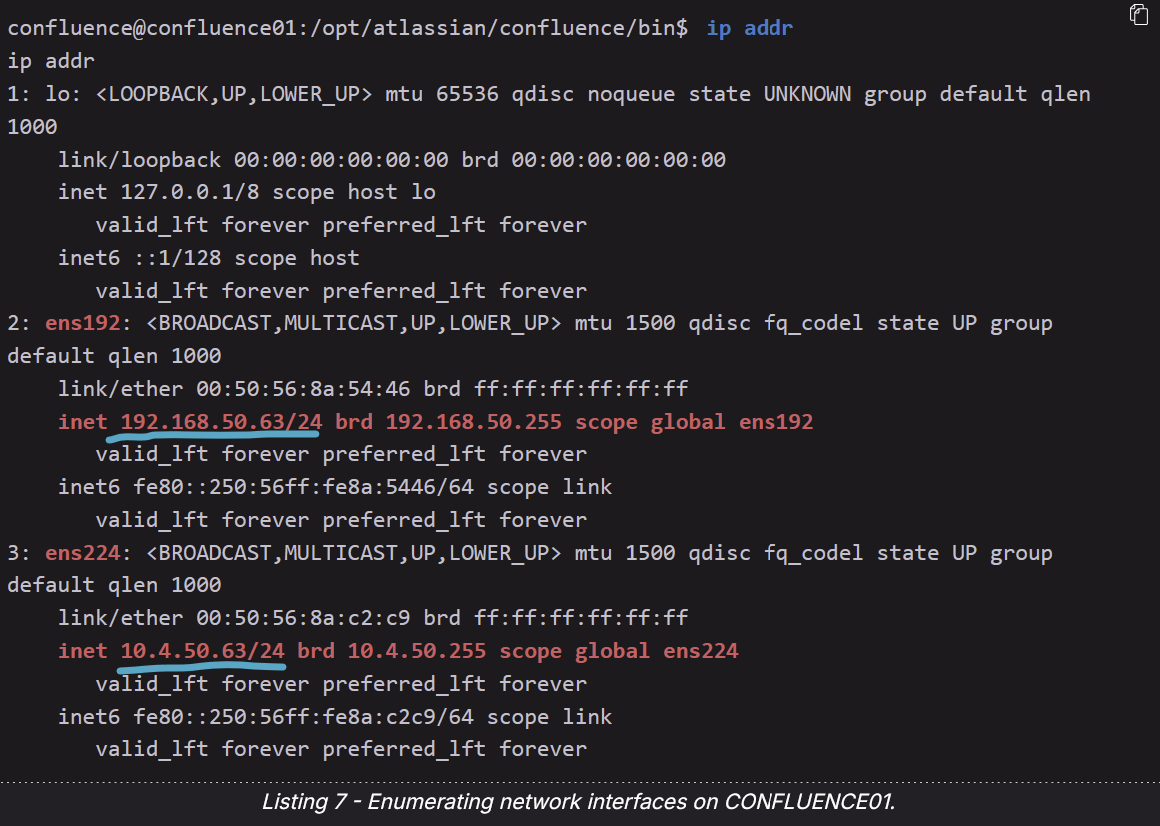 confluence@confluence01:/opt/atlassian/confluence/bin$ ip addr
ip addr
1: lo: <LOOPBACK,UP,LOWER_UP> mtu 65536 qdisc noqueue state UNKNOWN group default qlen
1000
    link/loopback 00:00:00:00:00:00 brd 00:00:00:00:00:00
    inet 127.0.0.1/8 scope host lo
       valid_lft forever preferred_lft forever
    inet6 ::1/128 scope host
       valid_lft forever preferred_lft forever
2: ens192: <BROADCAST,MULTICAST,UP,LOWER_UP> mtu 1500 qdisc fq_codel state UP group
default qlen 1000
    link/ether 00:50:56:8a:54:46 brd ff:ff:ff:ff:ff:ff
    inet 192.168.50.63/24 brd 192.168.50.255 scope global ens192
       valid_lft forever preferred_lft forever
    inet6 fe80::250:56ff:fe8a:5446/64 scope link
       valid_lft forever preferred_lft forever
3: ens224: <BROADCAST,MULTICAST,UP,LOWER_UP> mtu 1500 qdisc fq_codel state UP group
default qlen 1000
    link/ether 00:50:56:8a:c2:c9 brd ff:ff:ff:ff:ff:ff
    inet 10.4.50.63/24 brd 10.4.50.255 scope global ens224
       valid_lft forever preferred_lft forever
    inet6 fe80::250:56ff:fe8a:c2c9/64 scope link
       valid_lft forever preferred_lft forever
Listing 7 - Enumerating network interfaces on CONFLUENCE01.